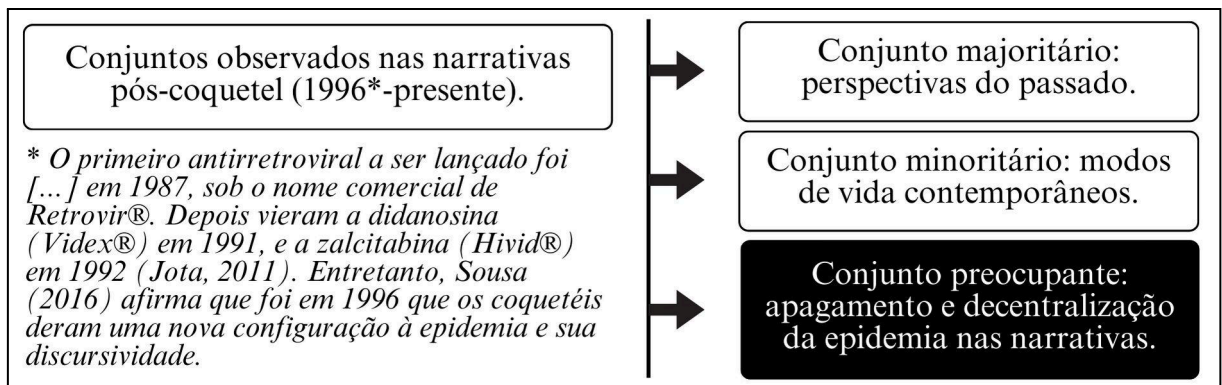 Conjuntos observados nas narrativas
pós-coquetel (1996*-presente).
* O primeiro antirretroviral a ser lançado foi
[...] em 1987, sob o nome comercial de
Retrovir®. Depois vieram a didanosina
(Videx®) em 1991, e a zalcitabina (Hivid®)
em 1992 (Jota, 2011). Entretanto, Sousa
(2016) afirma que foi em 1996 que os coquetéis
deram uma nova configuração à epidemia e sua
discursividade.
Conjunto majoritário:
perspectivas do passado.
Conjunto minoritário: modos
de vida contemporâneos.
Conjunto preocupante:
apagamento e decentralização
da epidemia nas narrativas.